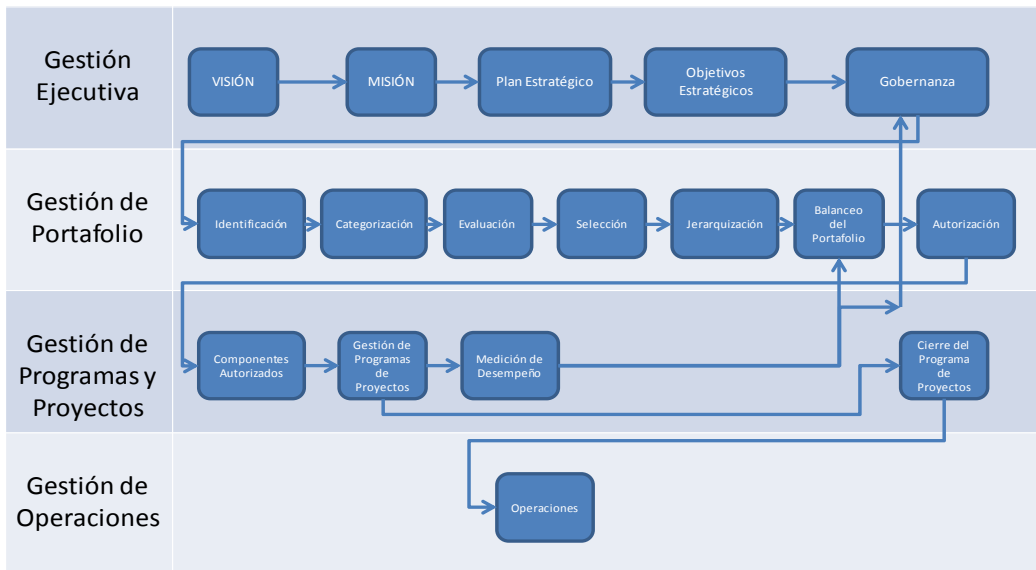 Gestión
Ejecutiva
VISIÓN
MISIÓN
Plan Estratégico
Objetivos
Estratégicos
Gobernanza
Gestión de
Portafolio
Identificación
Categorización
Evaluación
Selección
Jerarquización
Balanceo
del
Portafolio
Autorización
Gestión de
Programas y
Proyectos
Componentes
Autorizados
Gestión de
Programas
de
Proyectos
Medición de
Desempeño
Cierre del
Programa
de
Proyectos
Gestión de
Operaciones
Operaciones